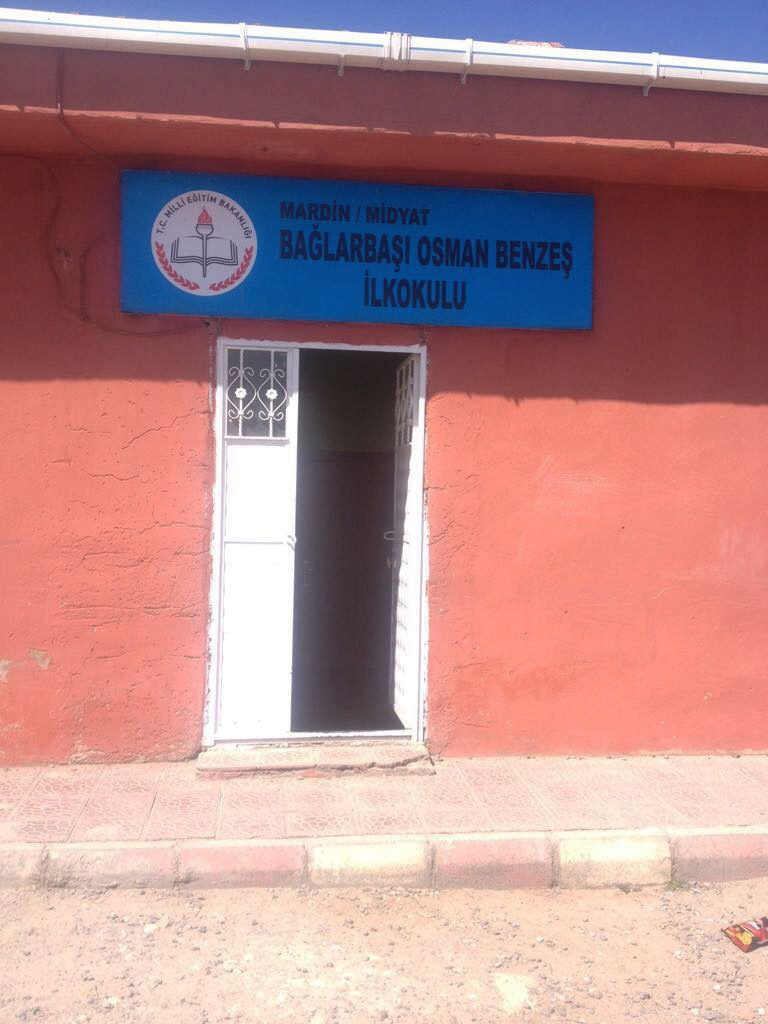 T.C. MİLLİ EĞİTİM BAKANLIĞI
MARDİN / MİDYAT
BAĞLARBAŞI OSMAN BENZEŞ
İLKOKULU